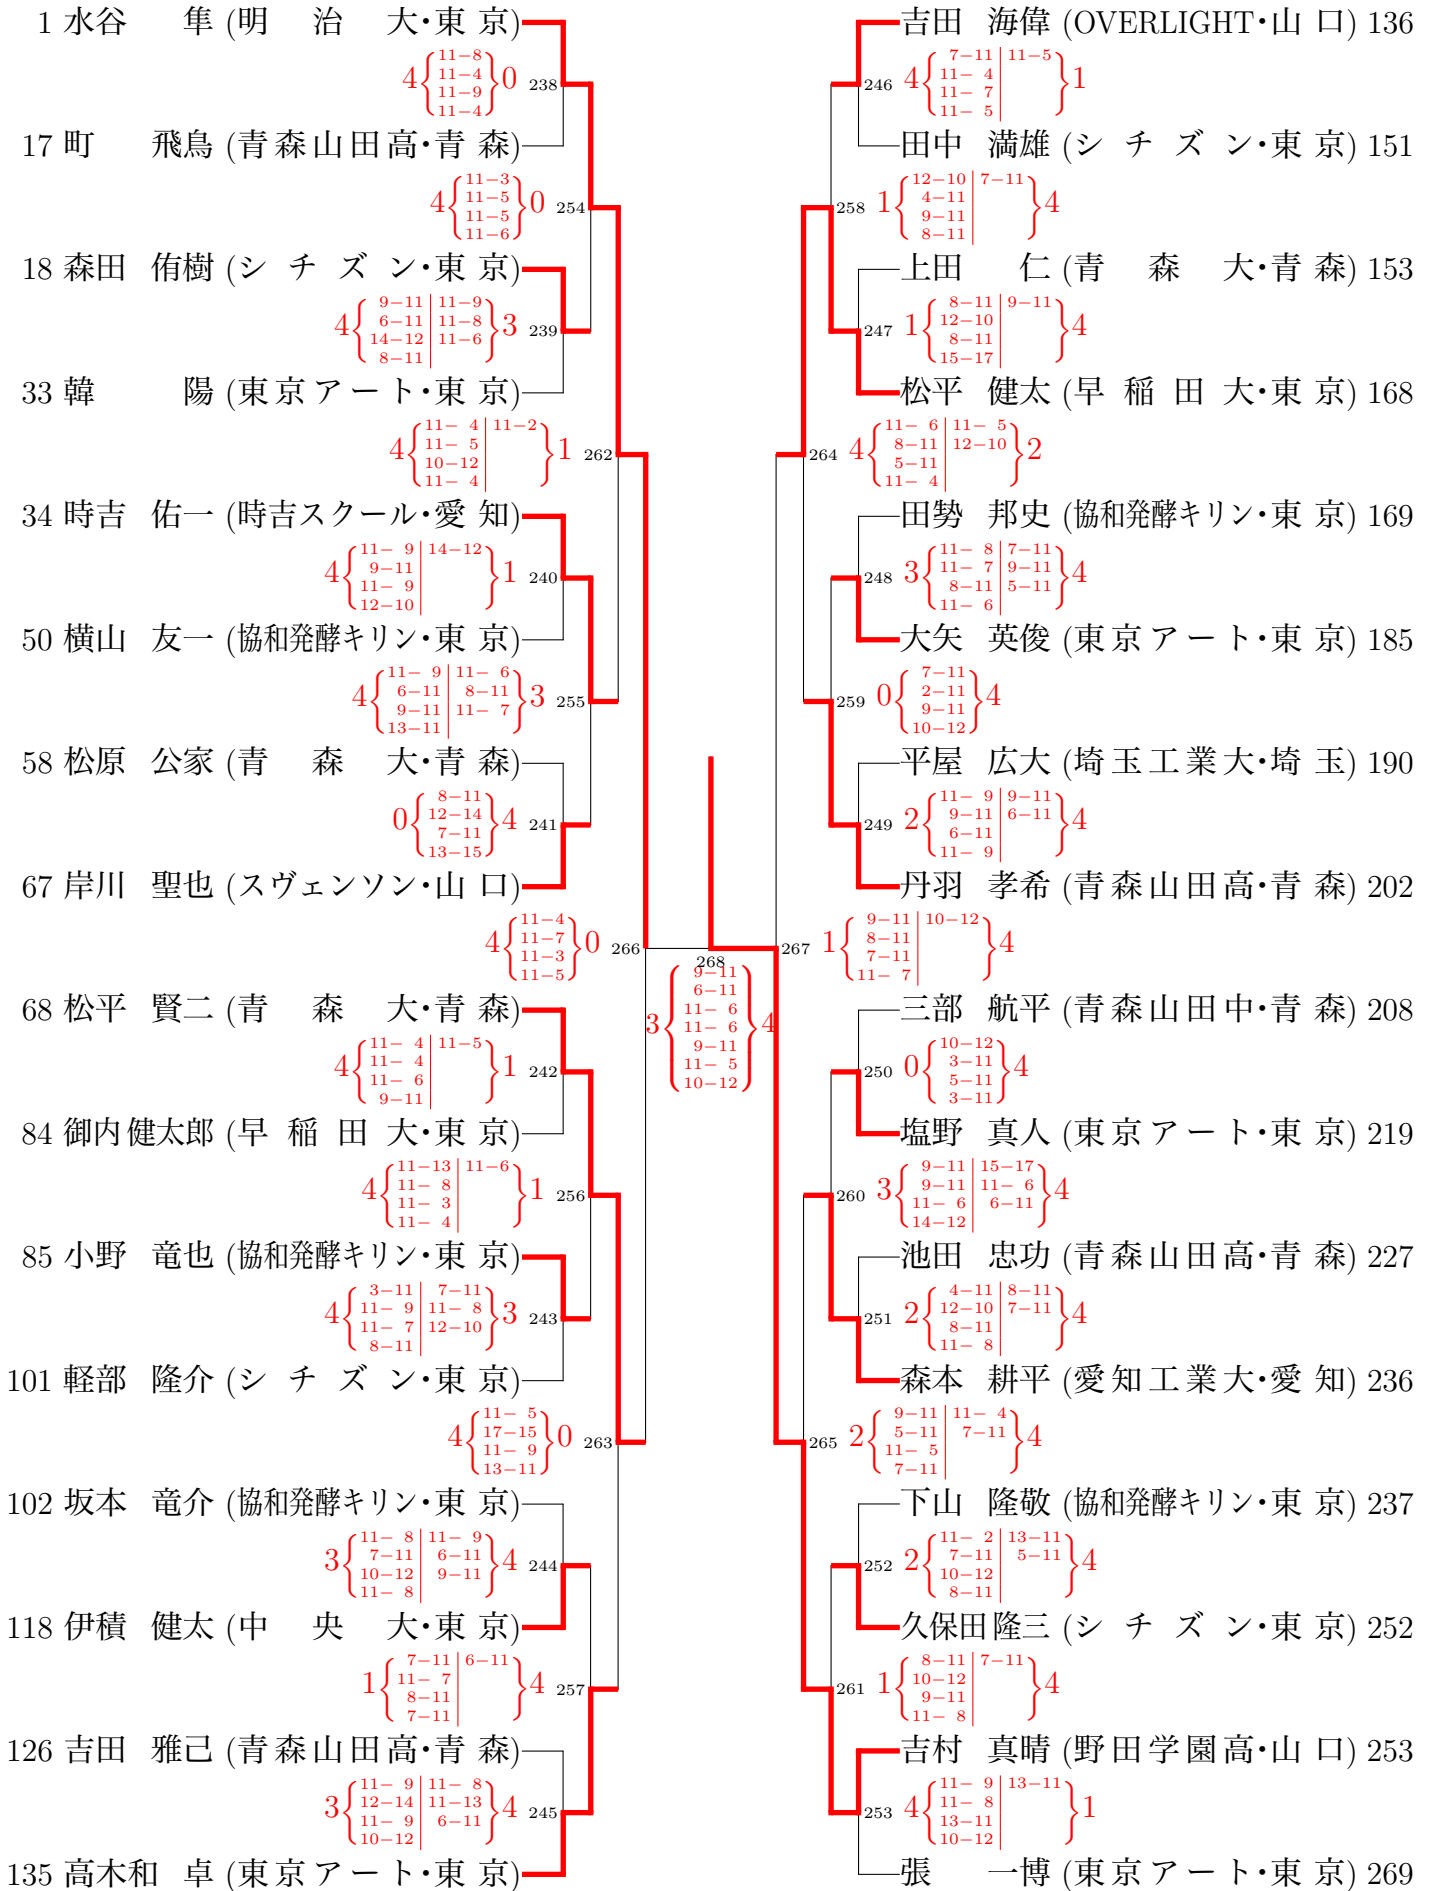 1 水谷 隼 (明 治 大・東 京)
4 { 11-8 11-4 11-9 11-4 } 0 238
17 町 飛鳥 (青森山田高・青 森)
4 { 11-3 11-5 11-5 11-6 } 0 254
18 森田 侑樹 (シ チ ズ ン・東 京)
4 { 9-11 6-11 14-12 8-11 | 11-9 11-8 11-6 } 3 239
33 韓 陽 (東京アート・東 京)
4 { 11-4 11-5 10-12 11-4 | 11-2 } 1 262
34 時吉 佑一 (時吉スクール・愛 知)
4 { 11-9 9-11 11-9 12-10 | 14-12 } 1 240
50 横山 友一 (協和発酵キリン・東 京)
4 { 11-9 6-11 9-11 13-11 | 11-6 8-11 11-7 } 3 255
58 松原 公家 (青 森 大・青 森)
0 { 8-11 12-14 7-11 13-15 } 4 241
67 岸川 聖也 (スヴェンソン・山 口)
4 { 11-4 11-7 11-3 11-5 } 0 266
68 松平 賢二 (青 森 大・青 森)
4 { 11-4 11-4 11-6 9-11 | 11-5 } 1 242
84 御内健太郎 (早 稲 田 大・東 京)
4 { 11-13 11-8 11-3 11-4 | 11-6 } 1 256
85 小野 竜也 (協和発酵キリン・東 京)
4 { 3-11 11-9 11-7 8-11 | 7-11 11-8 12-10 } 3 243
101 軽部 隆介 (シ チ ズ ン・東 京)
4 { 11-5 17-15 11-9 13-11 } 0 263
102 坂本 竜介 (協和発酵キリン・東 京)
3 { 11-8 7-11 10-12 11-8 | 11-9 6-11 9-11 } 4 244
118 伊積 健太 (中 央 大・東 京)
1 { 7-11 11-7 8-11 7-11 | 6-11 } 4 257
126 吉田 雅己 (青森山田高・青 森)
3 { 11-9 12-14 11-9 10-12 | 11-8 11-13 6-11 } 4 245
135 高木和 卓 (東京アート・東 京)
268
3 { 9-11 6-11 11-6 11-6 9-11 11-5 10-12 } 4
吉田 海偉 (OVERLIGHT・山 口) 136
246 4 { 7-11 11-4 11-7 11-5 | 11-5 } 1
田中 満雄 (シ チ ズ ン・東 京) 151
258 1 { 12-10 4-11 9-11 8-11 | 7-11 } 4
上田 仁 (青 森 大・青 森) 153
247 1 { 8-11 12-10 8-11 15-17 | 9-11 } 4
松平 健太 (早 稲 田 大・東 京) 168
264 4 { 11-6 8-11 5-11 11-4 | 11-5 12-10 } 2
田勢 邦史 (協和発酵キリン・東 京) 169
248 3 { 11-8 11-7 8-11 11-6 | 7-11 9-11 5-11 } 4
大矢 英俊 (東京アート・東 京) 185
259 0 { 7-11 2-11 9-11 10-12 } 4
平屋 広大 (埼玉工業大・埼 玉) 190
249 2 { 11-9 9-11 6-11 11-9 | 9-11 6-11 } 4
丹羽 孝希 (青森山田高・青 森) 202
267 1 { 9-11 8-11 7-11 11-7 | 10-12 } 4
三部 航平 (青森山田中・青 森) 208
250 0 { 10-12 3-11 5-11 3-11 } 4
塩野 真人 (東京アート・東 京) 219
260 3 { 9-11 9-11 11-6 14-12 | 15-17 11-6 6-11 } 4
池田 忠功 (青森山田高・青 森) 227
251 2 { 4-11 12-10 8-11 11-8 | 8-11 7-11 } 4
森本 耕平 (愛知工業大・愛 知) 236
265 2 { 9-11 5-11 11-5 7-11 | 11-4 7-11 } 4
下山 隆敬 (協和発酵キリン・東 京) 237
252 2 { 11-2 7-11 10-12 8-11 | 13-11 5-11 } 4
久保田隆三 (シ チ ズ ン・東 京) 252
261 1 { 8-11 10-12 9-11 11-8 | 7-11 } 4
吉村 真晴 (野田学園高・山 口) 253
253 4 { 11-9 11-8 13-11 10-12 | 13-11 } 1
張 一博 (東京アート・東 京) 269